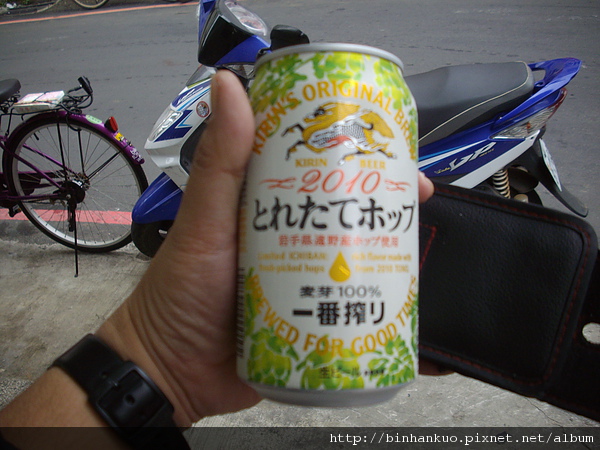 KIRIN'S ORIGINAL BREW
KIRIN BEER
2010
とれたてホップ
岩手県遠野産ホップ使用
麦芽100%
一番搾り
BREWED FOR GOOD TIMES
http://binhankuo.pixnet.net/album